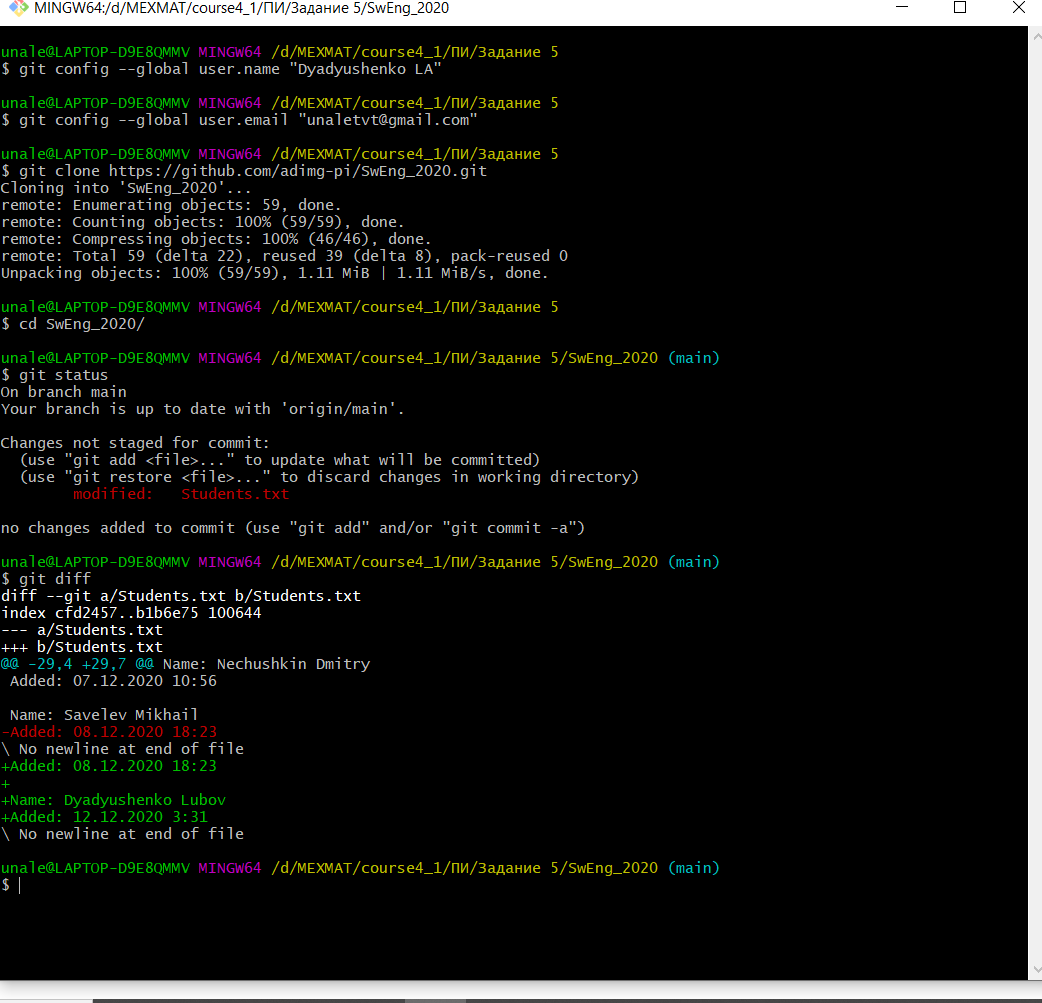 MINGW64:/d/MEXMAT/course4_1/ПИ/Задание 5/SwEng_2020
unale@LAPTOP-D9E8QMMV MINGW64 /d/MEXMAT/course4_1/ПИ/Задание 5
$ git config --global user.name "Dyadyushenko LA"
unale@LAPTOP-D9E8QMMV MINGW64 /d/MEXMAT/course4_1/ПИ/Задание 5
$ git config --global user.email "unaletvt@gmail.com"
unale@LAPTOP-D9E8QMMV MINGW64 /d/MEXMAT/course4_1/ПИ/Задание 5
$ git clone https://github.com/adimg-pi/SwEng_2020.git
Cloning into 'SwEng_2020'...
remote: Enumerating objects: 59, done.
remote: Counting objects: 100% (59/59), done.
remote: Compressing objects: 100% (46/46), done.
remote: Total 59 (delta 22), reused 39 (delta 8), pack-reused 0
Unpacking objects: 100% (59/59), 1.11 MiB | 1.11 MiB/s, done.
unale@LAPTOP-D9E8QMMV MINGW64 /d/MEXMAT/course4_1/ПИ/Задание 5
$ cd SwEng_2020/
unale@LAPTOP-D9E8QMMV MINGW64 /d/MEXMAT/course4_1/ПИ/Задание 5/SwEng_2020 (main)
$ git status
On branch main
Your branch is up to date with 'origin/main'.
Changes not staged for commit:
  (use "git add <file>..." to update what will be committed)
  (use "git restore <file>..." to discard changes in working directory)
        modified:   Students.txt
no changes added to commit (use "git add" and/or "git commit -a")
unale@LAPTOP-D9E8QMMV MINGW64 /d/MEXMAT/course4_1/ПИ/Задание 5/SwEng_2020 (main)
$ git diff
diff --git a/Students.txt b/Students.txt
index cfd2457..b1b6e75 100644
--- a/Students.txt
+++ b/Students.txt
@@ -29,4 +29,7 @@ Name: Nechushkin Dmitry
 Added: 07.12.2020 10:56
 Name: Savelev Mikhail
-Added: 08.12.2020 18:23
\ No newline at end of file
+Added: 08.12.2020 18:23
+
+Name: Dyadyushenko Lubov
+Added: 12.12.2020 3:31
\ No newline at end of file
unale@LAPTOP-D9E8QMMV MINGW64 /d/MEXMAT/course4_1/ПИ/Задание 5/SwEng_2020 (main)
$